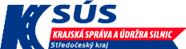 KSÚS
KRAJSKÁ SPRÁVA A ÚDRŽBA SILNIC
Středočeský kraj